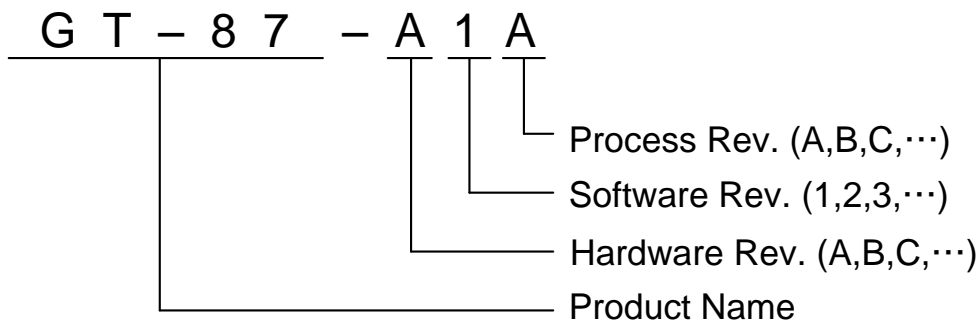 G T – 8 7 – A 1 A
Process Rev. (A,B,C,⋯)
Software Rev. (1,2,3,⋯)
Hardware Rev. (A,B,C,⋯)
Product Name